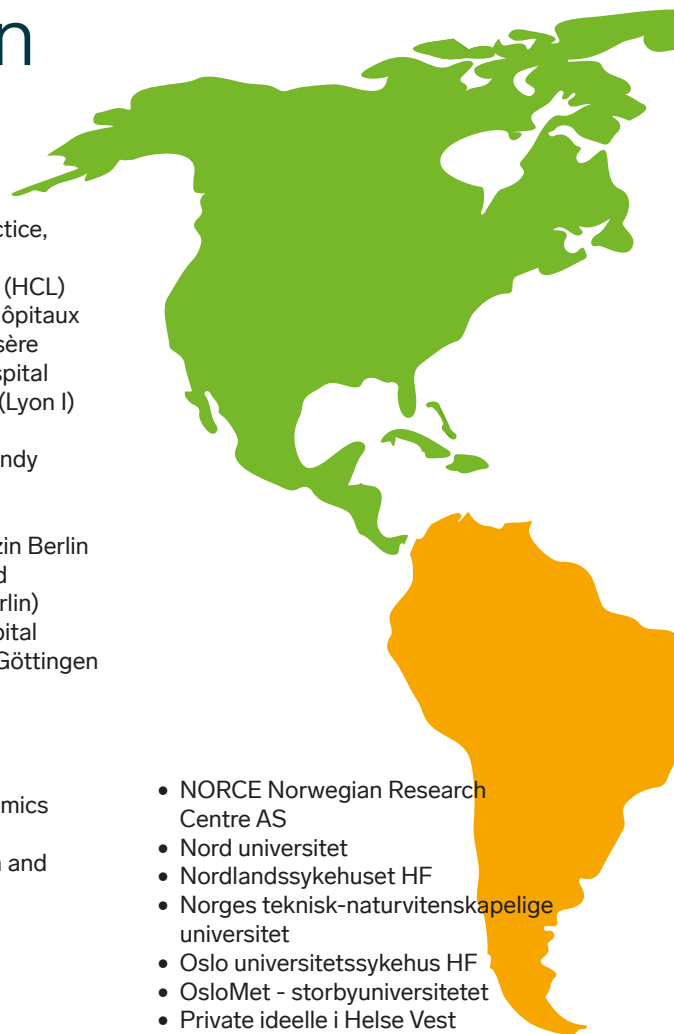 n
ctice,
(HCL)
ôpitaux
sère
spital
(Lyon I)
ndy
zin Berlin
d
rlin)
pital
Göttingen
mics
n and
• NORCE Norwegian Research
Centre AS
• Nord universitet
• Nordlandssykehuset HF
• Norges teknisk-naturvitenskapelige
universitet
• Oslo universitetssykehus HF
• OsloMet - storbyuniversitetet
• Private ideelle i Helse Vest